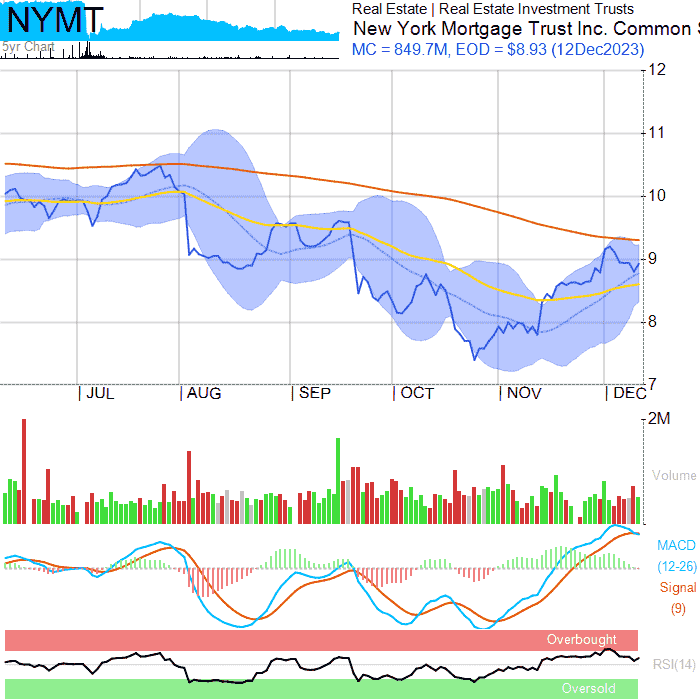 NYMT
5yr Chart
Real Estate | Real Estate Investment Trusts
New York Mortgage Trust Inc. Common S
MC = 849.7M, EOD = $8.93 (12Dec2023)
12
11
10
9
8
7
| JUL | AUG | SEP | OCT | NOV | DEC
2M
Volume
MACD
(12-26)
Signal
(9)
Overbought
RSI(14)
Oversold